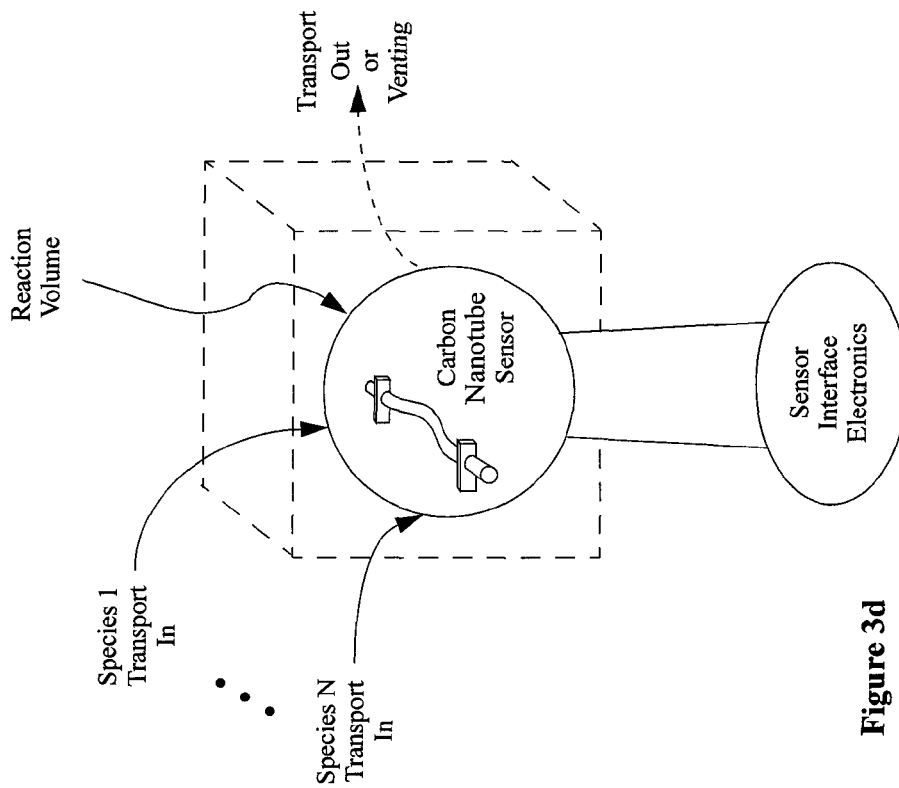 Reaction
Volume
Transport
Out
or
Venting
Species 1
Transport
In
Species N
Transport
In
Carbon
Nanotube
Sensor
Sensor
Interface
Electronics
Figure 3d